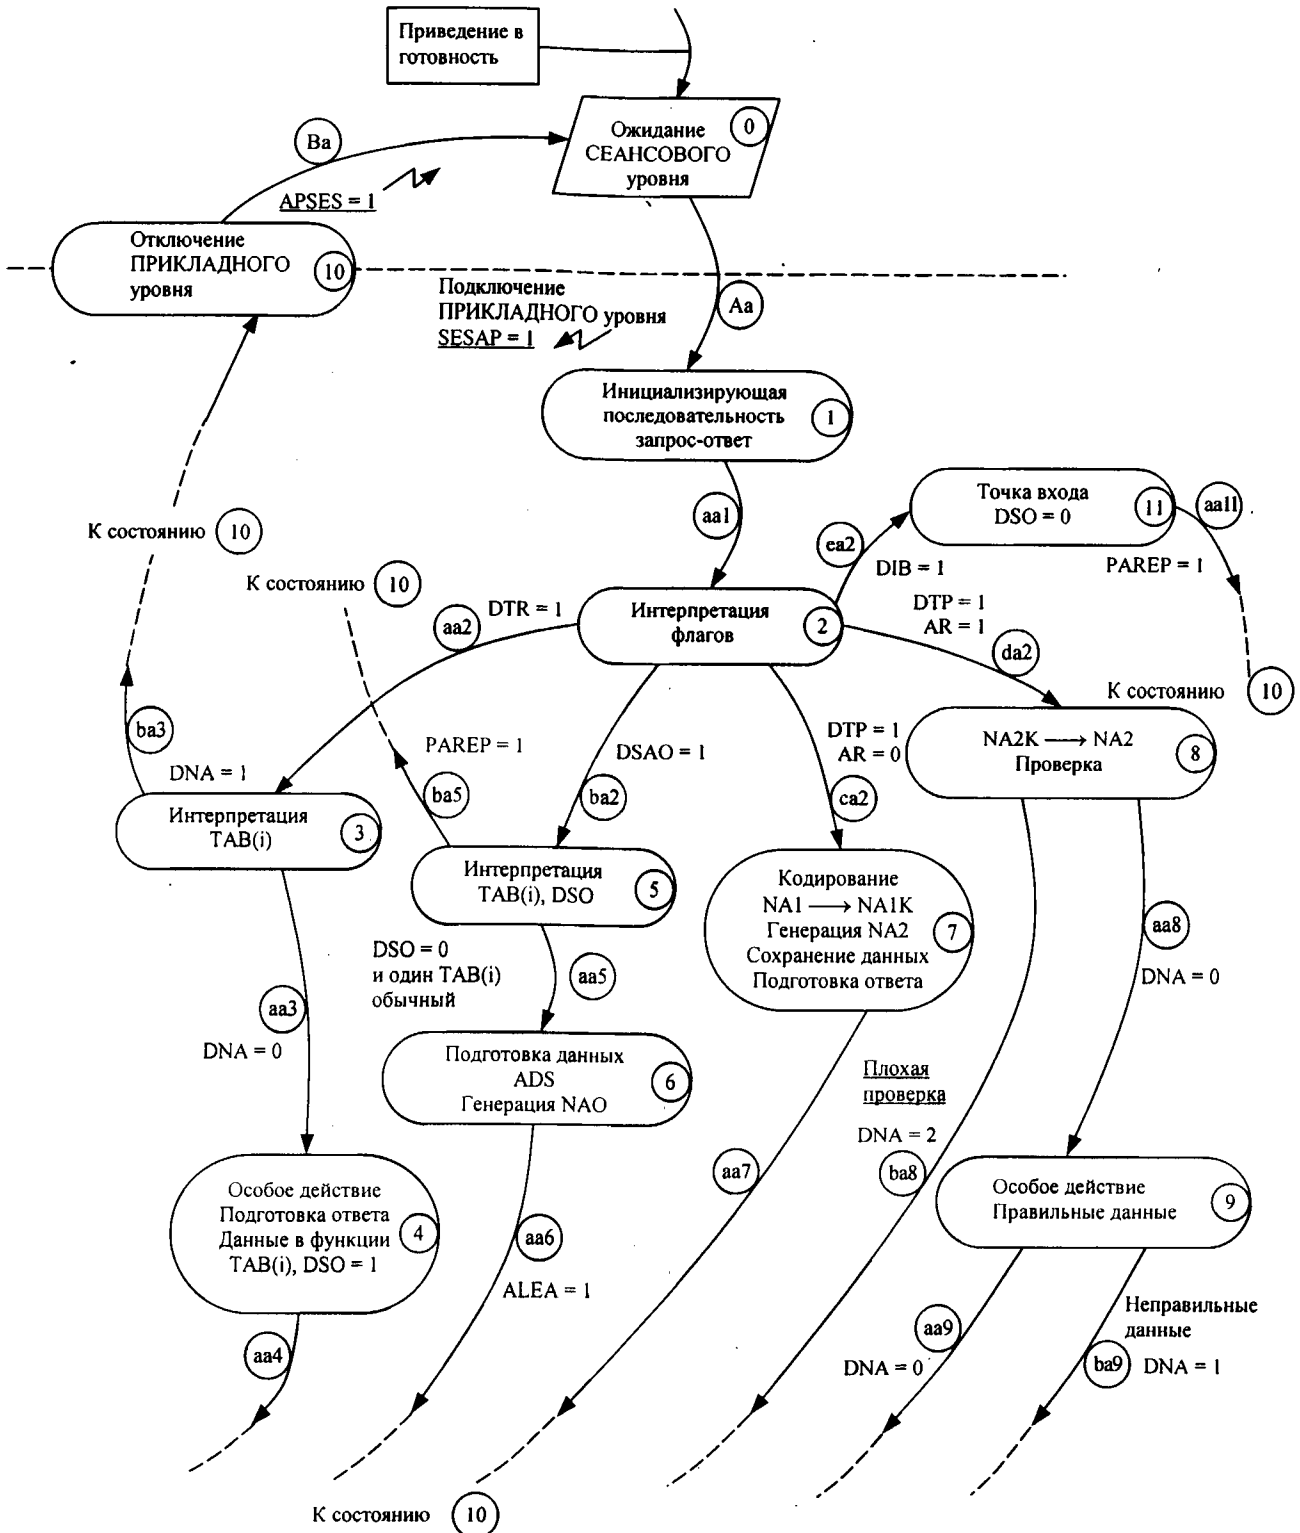 Приведение в
готовность
Ожидание
СЕАНСОВОГО
уровня
0
Ba
APSES = 1
Отключение
ПРИКЛАДНОГО
уровня
10
Подключение
ПРИКЛАДНОГО уровня
SESAP = 1
Aa
Инициализирующая
последовательность
запрос-ответ
1
aa1
Точка входа
DSO = 0
11
aa11
ea2
DIB = 1
PAREP = 1
К состоянию 10
К состоянию 10
DTR = 1
aa2
Интерпретация
флагов
2
DTP = 1
AR = 1
da2
К состоянию 10
ba3
DNA = 1
PAREP = 1
ba5
DSAO = 1
ba2
DTP = 1
AR = 0
ca2
NA2K → NA2
Проверка
8
Интерпретация
TAB(i)
3
Интерпретация
TAB(i), DSO
5
Кодирование
NA1 → NA1K
Генерация NA2
Сохранение данных
Подготовка ответа
7
aa8
DNA = 0
DSO = 0
и один TAB(i)
обычный
aa5
aa3
DNA = 0
Подготовка данных
ADS
Генерация NAO
6
Плохая
проверка
DNA = 2
ba8
aa7
Особое действие
Подготовка ответа
Данные в функции
TAB(i), DSO = 1
4
Особое действие
Правильные данные
9
aa6
ALEA = 1
aa4
aa9
DNA = 0
Неправильные
данные
ba9
DNA = 1
К состоянию 10